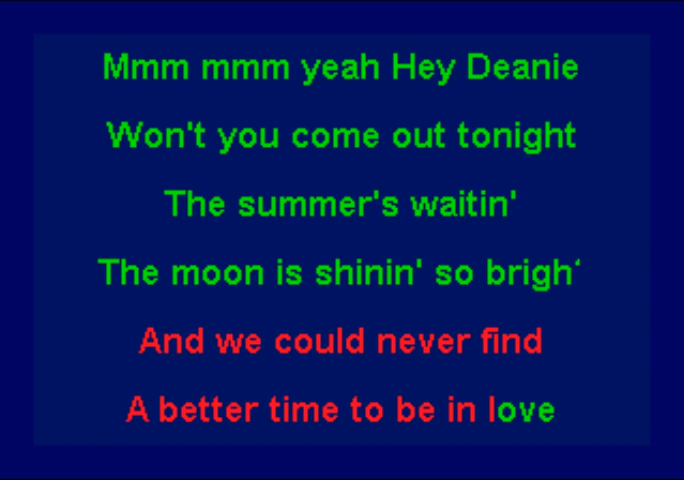 Mmm mmm yeah Hey Deanie
Won't you come out tonight
The summer's waitin'
The moon is shinin' so brigh'
And we could never find
A better time to be in love